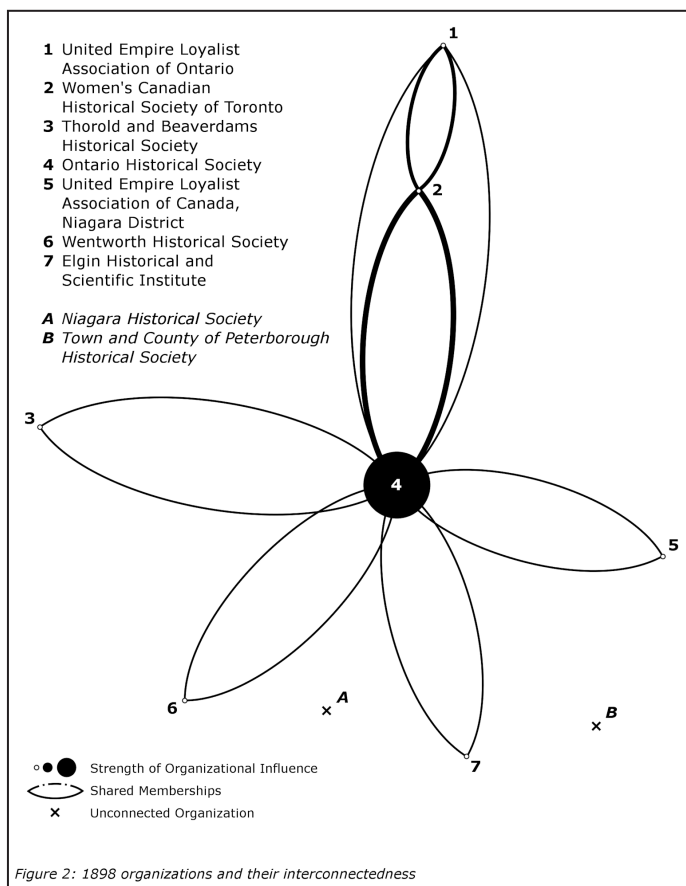 1 United Empire Loyalist
Association of Ontario
2 Women's Canadian
Historical Society of Toronto
3 Thorold and Beaverdams
Historical Society
4 Ontario Historical Society
5 United Empire Loyalist
Association of Canada,
Niagara District
6 Wentworth Historical Society
7 Elgin Historical and
Scientific Institute
A Niagara Historical Society
B Town and County of Peterborough
Historical Society
1
2
3
4
5
6
A
B
7
Strength of Organizational Influence
Shared Memberships
Unconnected Organization
Figure 2: 1898 organizations and their interconnectedness